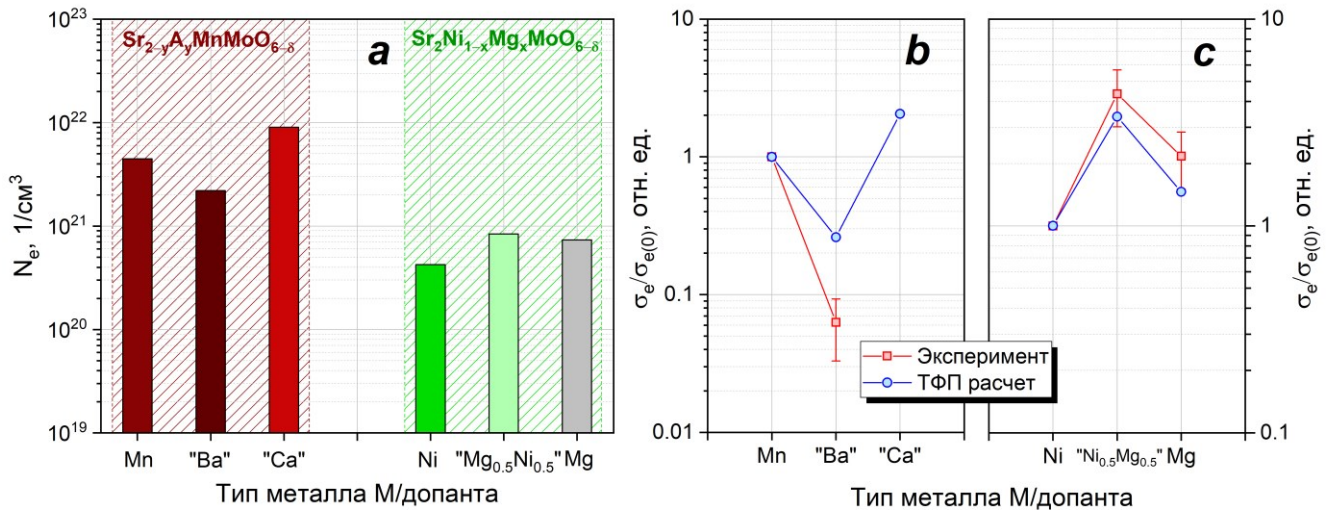 10²³
10²²
10²¹
10²⁰
10¹⁹
Nₑ, 1/см³
Sr₂₋yAyMnMoO₆₋δ
a
Sr₂Ni₁₋ₓMgₓMoO₆₋δ
Mn
"Ba"
"Ca"
Ni
"Mg₀.₅Ni₀.₅"
Mg
Тип металла М/допанта
10
1
0.1
0.01
σₑ/σₑ₍₀₎, отн. ед.
b
Mn
"Ba"
"Ca"
c
Эксперимент
ТФП расчет
Ni
"Ni₀.₅Mg₀.₅"
Mg
Тип металла М/допанта
10
1
0.1
σₑ/σₑ₍₀₎, отн. ед.